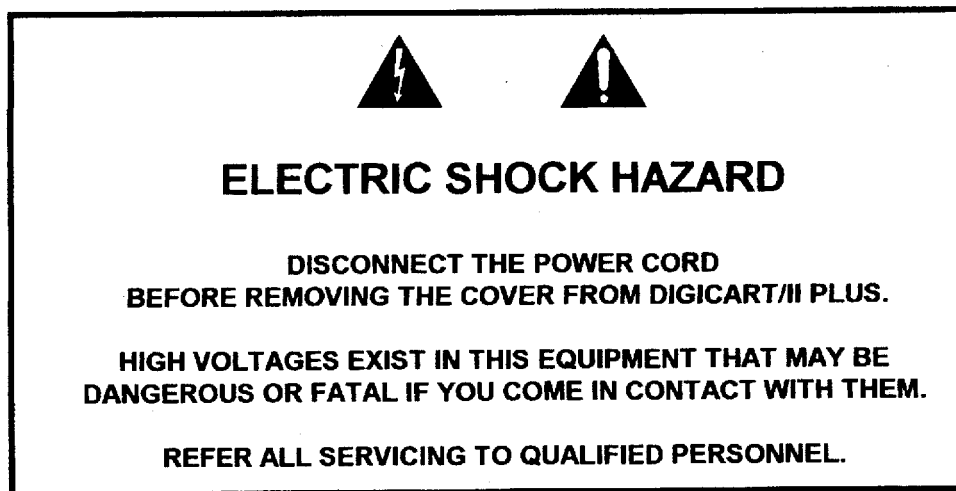 ELECTRIC SHOCK HAZARD
DISCONNECT THE POWER CORD
BEFORE REMOVING THE COVER FROM DIGICART/II PLUS.
HIGH VOLTAGES EXIST IN THIS EQUIPMENT THAT MAY BE
DANGEROUS OR FATAL IF YOU COME IN CONTACT WITH THEM.
REFER ALL SERVICING TO QUALIFIED PERSONNEL.